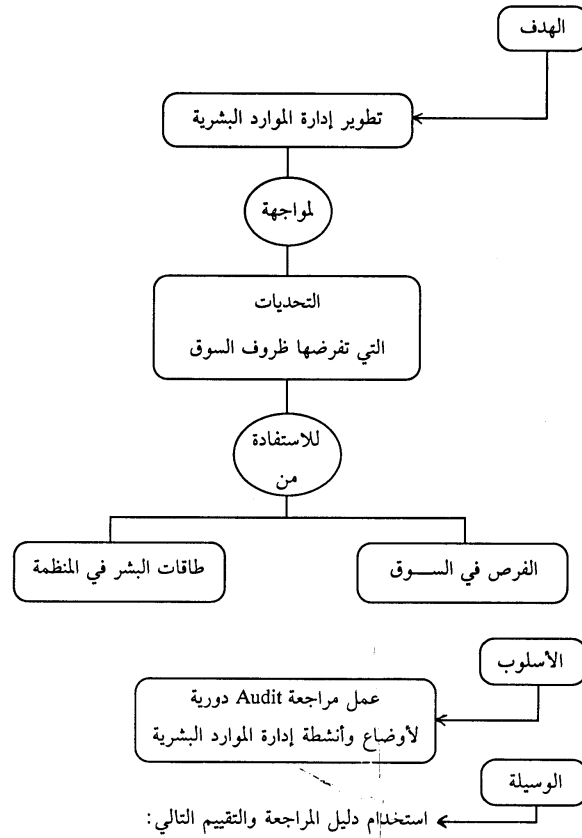 الهدف
تطوير إدارة الموارد البشرية
لمواجهة
التحديات
التي تفرضها ظروف السوق
للاستفادة
من
الفرص في الســـوق
طاقات البشر في المنظمة
الأسلوب
عمل مراجعة Audit دورية
لأوضاع وأنشطة إدارة الموارد البشرية
الوسيلة
استخدام دليل المراجعة والتقييم التالي: